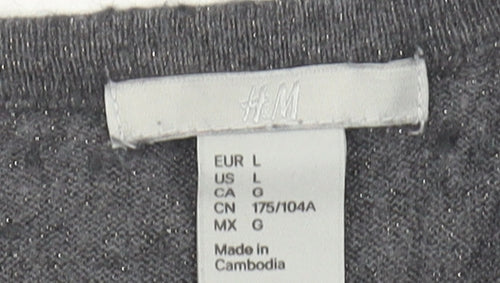 H&M
EUR L
US L
CA G
CN 175/104A
MX G
Made in
Cambodia